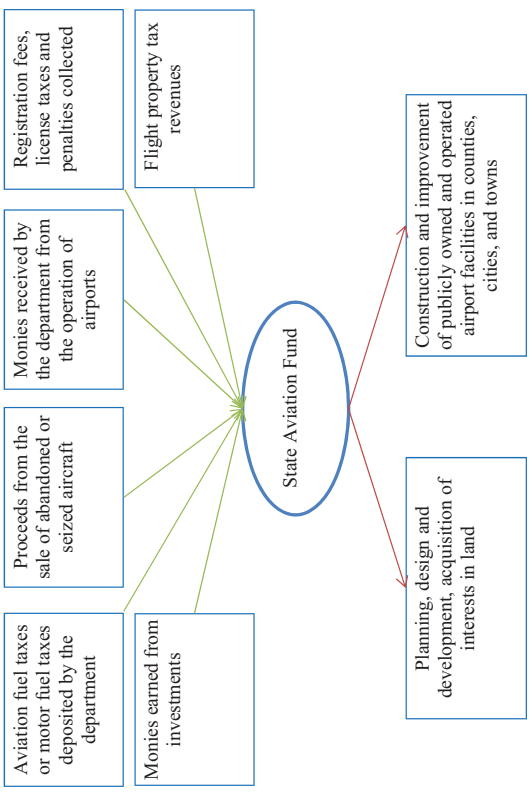 Aviation fuel taxes
or motor fuel taxes
deposited by the
department
Proceeds from the
sale of abandoned or
seized aircraft
Monies received by
the department from
the operation of
airports
Registration fees,
license taxes and
penalties collected
Monies earned from
investments
Flight property tax
revenues
State Aviation Fund
Planning, design and
development, acquisition of
interests in land
Construction and improvement
of publicly owned and operated
airport facilities in counties,
cities, and towns